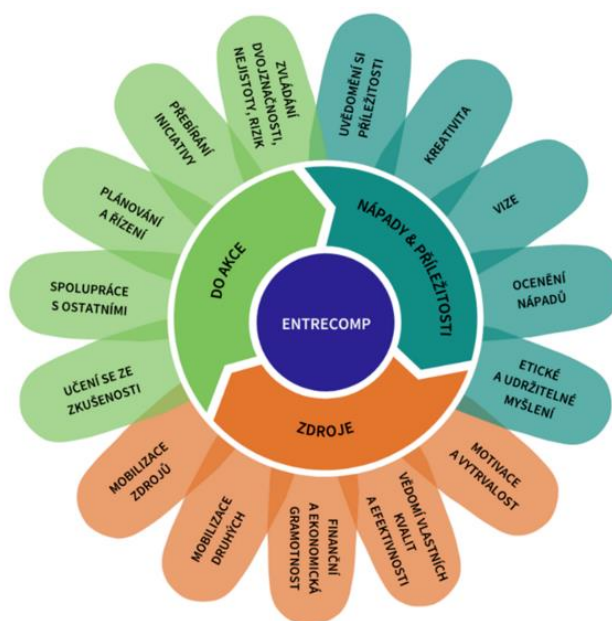 ENTRECOMP
NÁPADY & PŘÍLEŽITOSTI
UVĚDOMĚNÍ SI
PŘÍLEŽITOSTI
KREATIVITA
VIZE
OCENĚNÍ
NÁPADŮ
ETICKÉ
A UDRŽITELNÉ
MYŠLENÍ
ZDROJE
MOTIVACE
A VYTRVALOST
VĚDOMÍ VLASTNÍCH
KVALIT
A EFEKTIVNOSTI
FINANČNÍ
A EKONOMICKÁ
GRAMOTNOST
MOBILIZACE
DRUHÝCH
MOBILIZACE
ZDROJŮ
DO AKCE
UČENÍ SE ZE
ZKUŠENOSTI
SPOLUPRÁCE
S OSTATNÍMI
PLÁNOVÁNÍ
A ŘÍZENÍ
PŘEBÍRÁNÍ
INICIATIVY
ZVLÁDÁNÍ
DVOJZNAČNOSTI,
NEJISTOTY, RIZIK